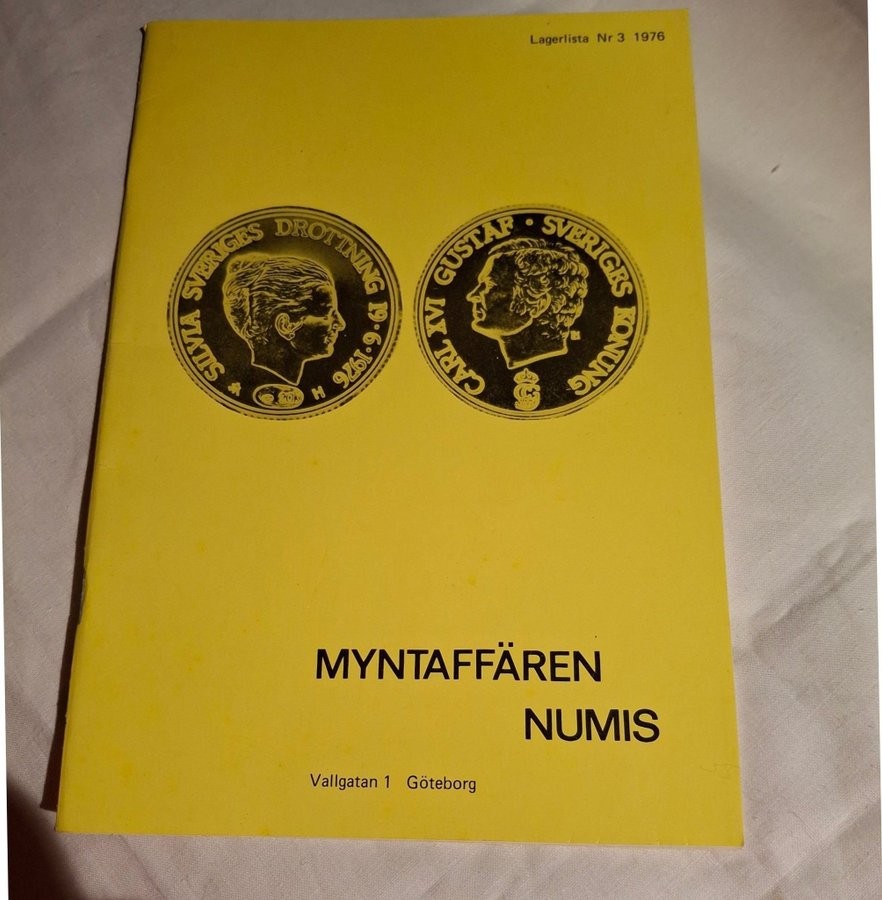 Lagerlista Nr 3 1976
SILVIA SVERIGES DROTTNING 19·6·1976
H
CARL XVI GUSTAF · SVERIGES KONUNG
MYNTAFFÄREN
NUMIS
Vallgatan 1 Göteborg